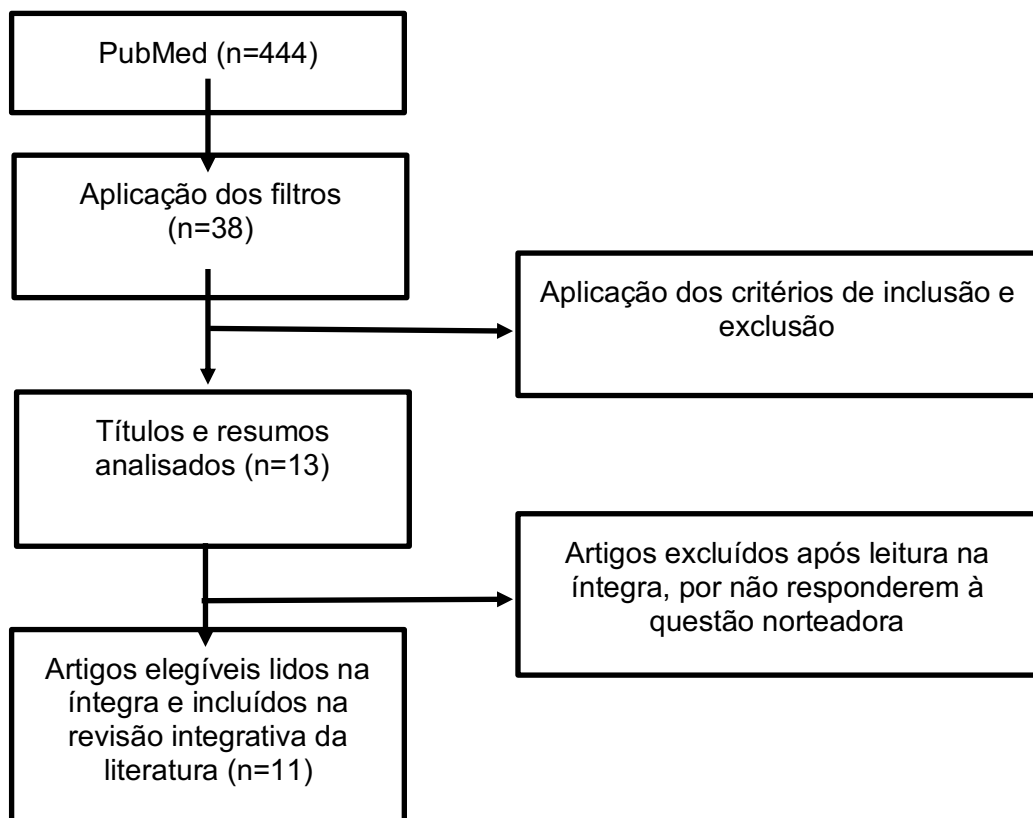 PubMed (n=444)
Aplicação dos filtros
(n=38)
Aplicação dos critérios de inclusão e
exclusão
Títulos e resumos
analisados (n=13)
Artigos excluídos após leitura na
íntegra, por não responderem à
questão norteadora
Artigos elegíveis lidos na
íntegra e incluídos na
revisão integrativa da
literatura (n=11)